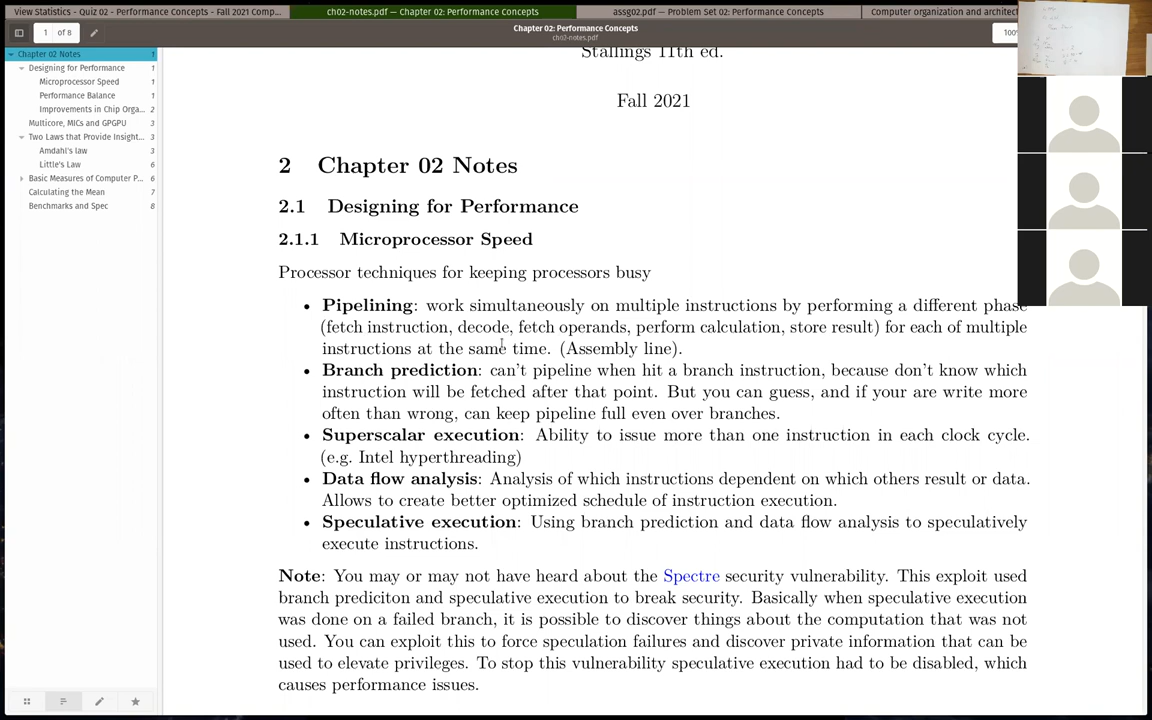 View Statistics - Quiz 02 - Performance Concepts - Fall 2021 Comp...
ch02-notes.pdf — Chapter 02: Performance Concepts
assg02.pdf — Problem Set 02: Performance Concepts
Computer organization and architect
1 of 8
Chapter 02: Performance Concepts
ch02-notes.pdf
100%
Chapter 02 Notes 1
Designing for Performance 1
Microprocessor Speed 1
Performance Balance 1
Improvements in Chip Orga... 2
Multicore, MICs and GPGPU 3
Two Laws that Provide Insight... 3
Amdahl's law 3
Little's Law 6
Basic Measures of Computer P... 6
Calculating the Mean 7
Benchmarks and Spec 8
Stallings 11th ed.
Fall 2021
2 Chapter 02 Notes
2.1 Designing for Performance
2.1.1 Microprocessor Speed
Processor techniques for keeping processors busy
• Pipelining: work simultaneously on multiple instructions by performing a different phase
(fetch instruction, decode, fetch operands, perform calculation, store result) for each of multiple
instructions at the same time. (Assembly line).
• Branch prediction: can't pipeline when hit a branch instruction, because don't know which
instruction will be fetched after that point. But you can guess, and if your are write more
often than wrong, can keep pipeline full even over branches.
• Superscalar execution: Ability to issue more than one instruction in each clock cycle.
(e.g. Intel hyperthreading)
• Data flow analysis: Analysis of which instructions dependent on which others result or data.
Allows to create better optimized schedule of instruction execution.
• Speculative execution: Using branch prediction and data flow analysis to speculatively
execute instructions.
Note: You may or may not have heard about the Spectre security vulnerability. This exploit used
branch prediciton and speculative execution to break security. Basically when speculative execution
was done on a failed branch, it is possible to discover things about the computation that was not
used. You can exploit this to force speculation failures and discover private information that can be
used to elevate privileges. To stop this vulnerability speculative execution had to be disabled, which
causes performance issues.